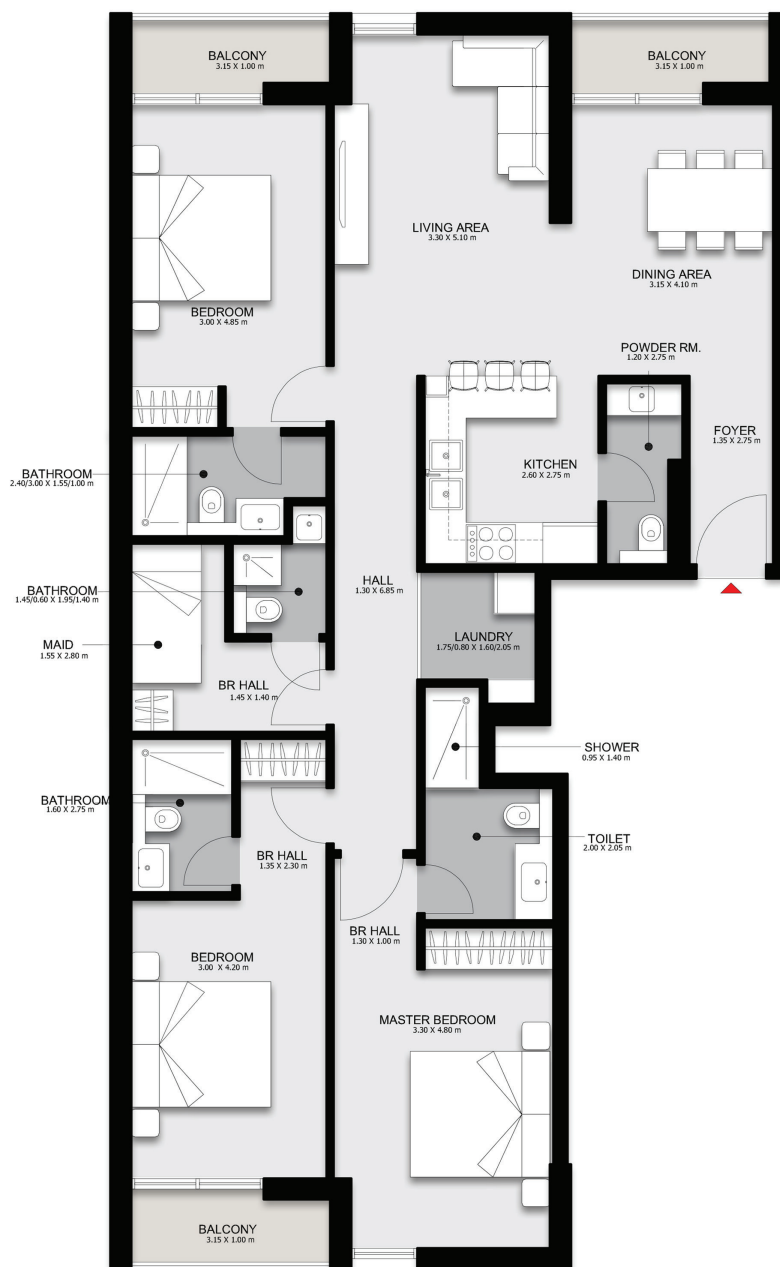 BALCONY
3.15 X 1.00 m
BALCONY
3.15 X 1.00 m
LIVING AREA
3.30 X 5.10 m
DINING AREA
3.15 X 4.10 m
BEDROOM
3.00 X 4.85 m
POWDER RM.
1.20 X 2.75 m
FOYER
1.35 X 2.75 m
KITCHEN
2.60 X 2.75 m
BATHROOM
2.40/3.00 X 1.55/1.00 m
HALL
1.30 X 6.85 m
BATHROOM
1.45/0.60 X 1.95/1.40 m
LAUNDRY
1.75/0.80 X 1.60/2.05 m
MAID
1.55 X 2.80 m
BR HALL
1.45 X 1.40 m
SHOWER
0.95 X 1.40 m
BATHROOM
1.60 X 2.75 m
TOILET
2.00 X 2.05 m
BR HALL
1.35 X 2.30 m
BR HALL
1.30 X 1.00 m
BEDROOM
3.00 X 4.20 m
MASTER BEDROOM
3.30 X 4.80 m
BALCONY
3.15 X 1.00 m